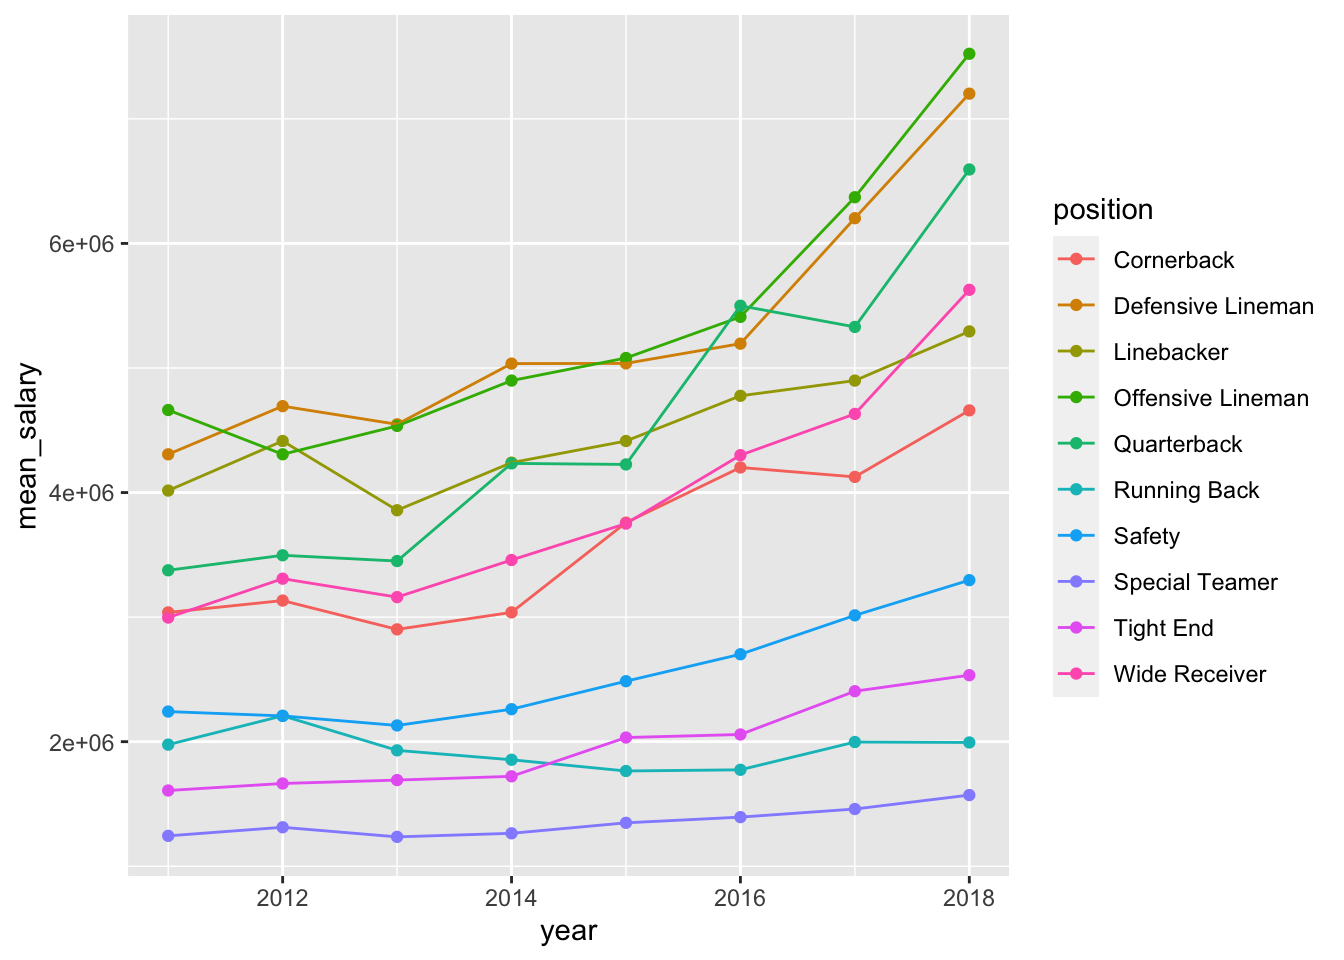 mean_salary
6e+06
4e+06
2e+06
2012
2014
2016
2018
year
position
Cornerback
Defensive Lineman
Linebacker
Offensive Lineman
Quarterback
Running Back
Safety
Special Teamer
Tight End
Wide Receiver